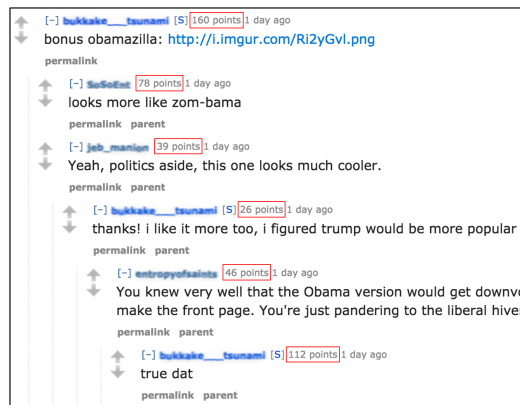 [-] bukkake___tsunami [S] 160 points 1 day ago
bonus obamazilla: http://i.imgur.com/Ri2yGvl.png
permalink
[-] SoSoEnt 78 points 1 day ago
looks more like zom-bama
permalink parent
[-] jeb_manion 39 points 1 day ago
Yeah, politics aside, this one looks much cooler.
permalink parent
[-] bukkake___tsunami [S] 26 points 1 day ago
thanks! i like it more too, i figured trump would be more popular
permalink parent
[-] entropyofsaints 46 points 1 day ago
You knew very well that the Obama version would get downv
make the front page. You're just pandering to the liberal hive
permalink parent
[-] bukkake___tsunami [S] 112 points 1 day ago
true dat
permalink parent